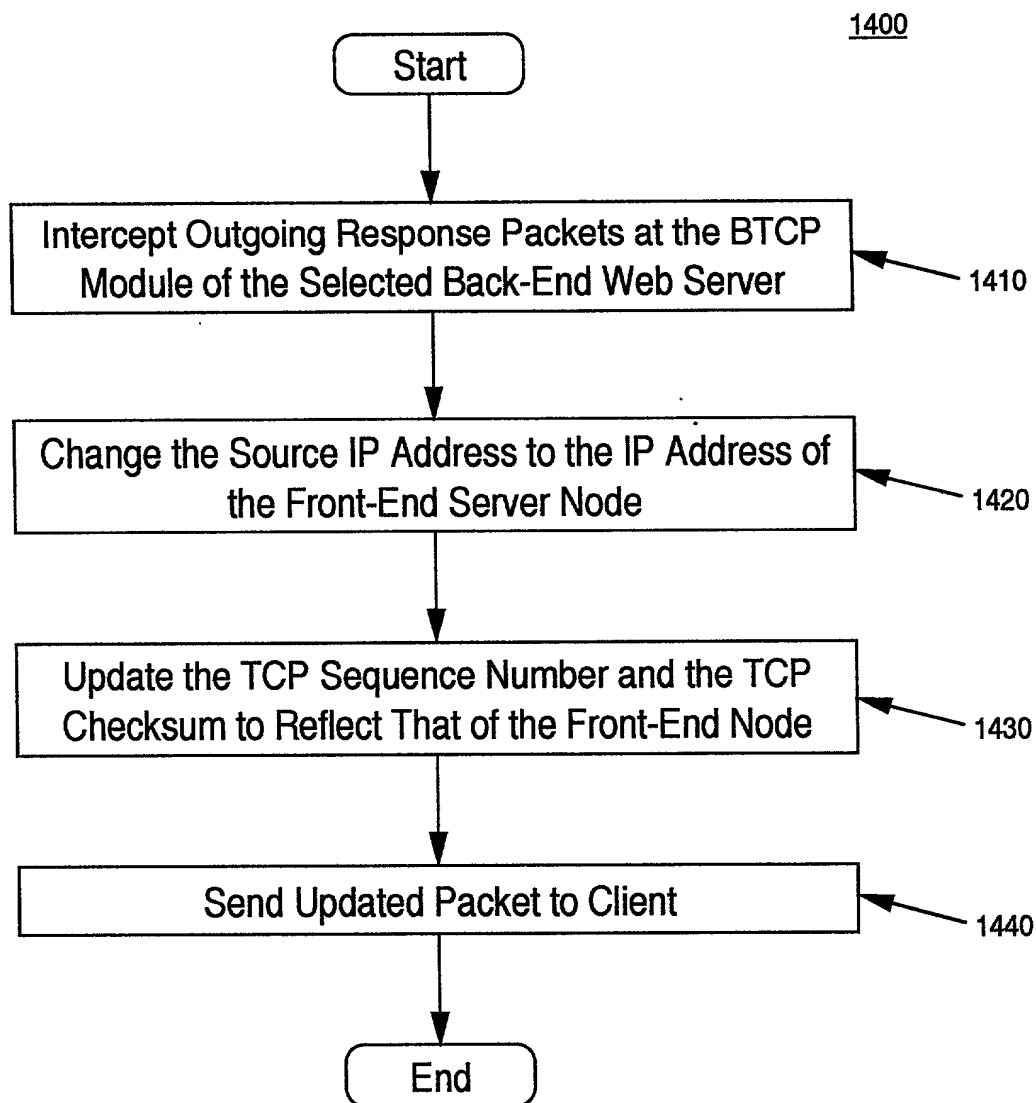 1400
Start
Intercept Outgoing Response Packets at the BTCP
Module of the Selected Back-End Web Server
1410
Change the Source IP Address to the IP Address of
the Front-End Server Node
1420
Update the TCP Sequence Number and the TCP
Checksum to Reflect That of the Front-End Node
1430
Send Updated Packet to Client
1440
End